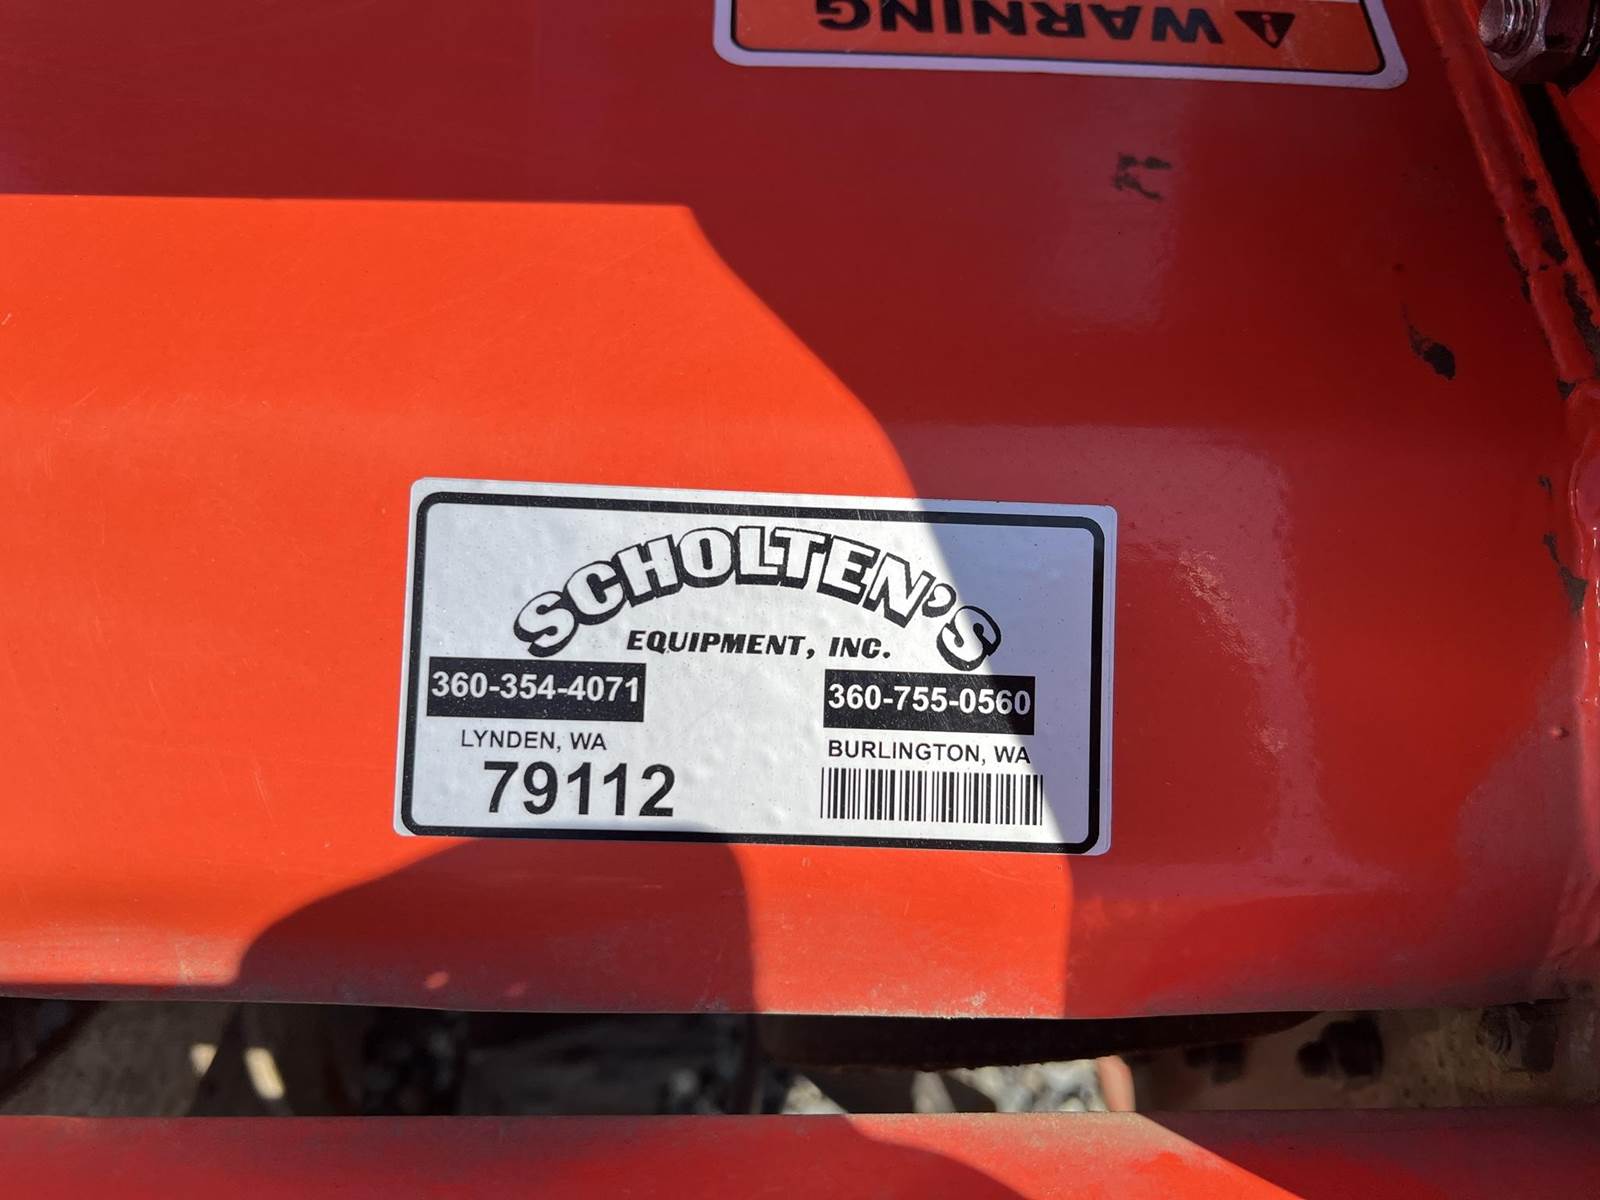 WARNING
SCHOLTEN'S
EQUIPMENT, INC.
360-354-4071
LYNDEN, WA
79112
360-755-0560
BURLINGTON, WA